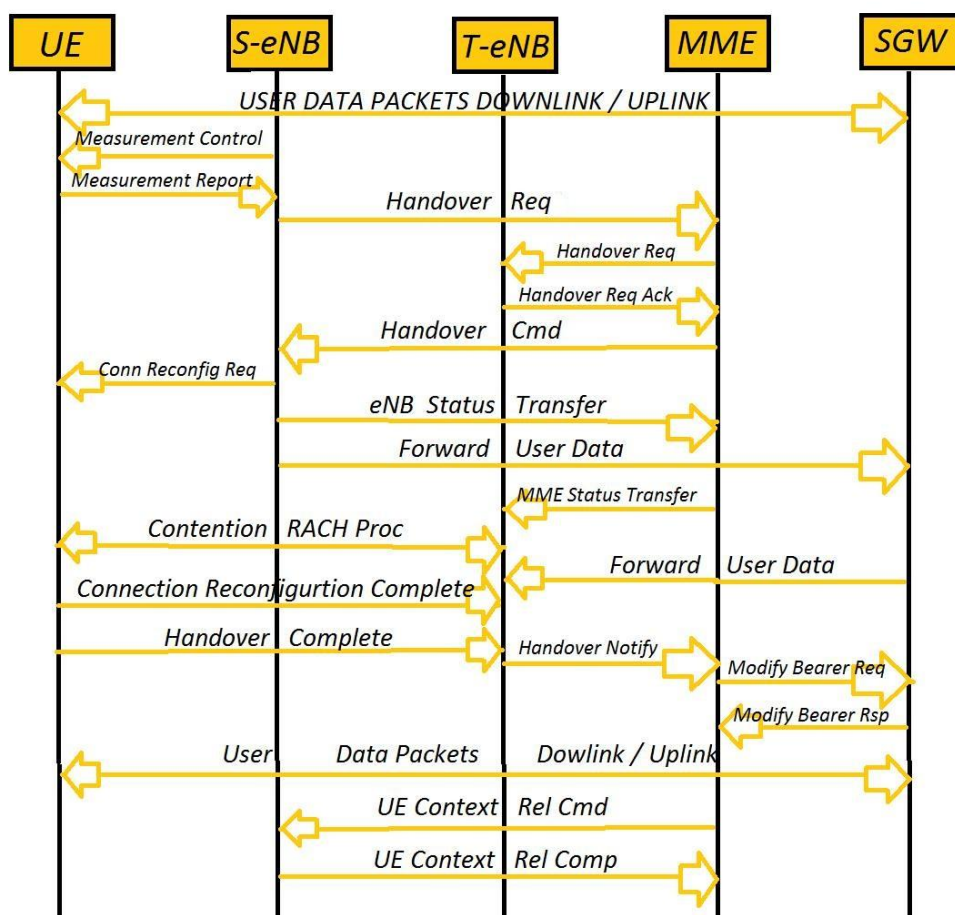 UE
S-eNB
T-eNB
MME
SGW
USER DATA PACKETS DOWNLINK / UPLINK
Measurement Control
Measurement Report
Handover Req
Handover Req
Handover Req Ack
Handover Cmd
Conn Reconfig Req
eNB Status Transfer
Forward User Data
MME Status Transfer
Contention RACH Proc
Forward User Data
Connection Reconfigurtion Complete
Handover Complete
Handover Notify
Modify Bearer Req
Modify Bearer Rsp
User Data Packets Dowlink / Uplink
UE Context Rel Cmd
UE Context Rel Comp